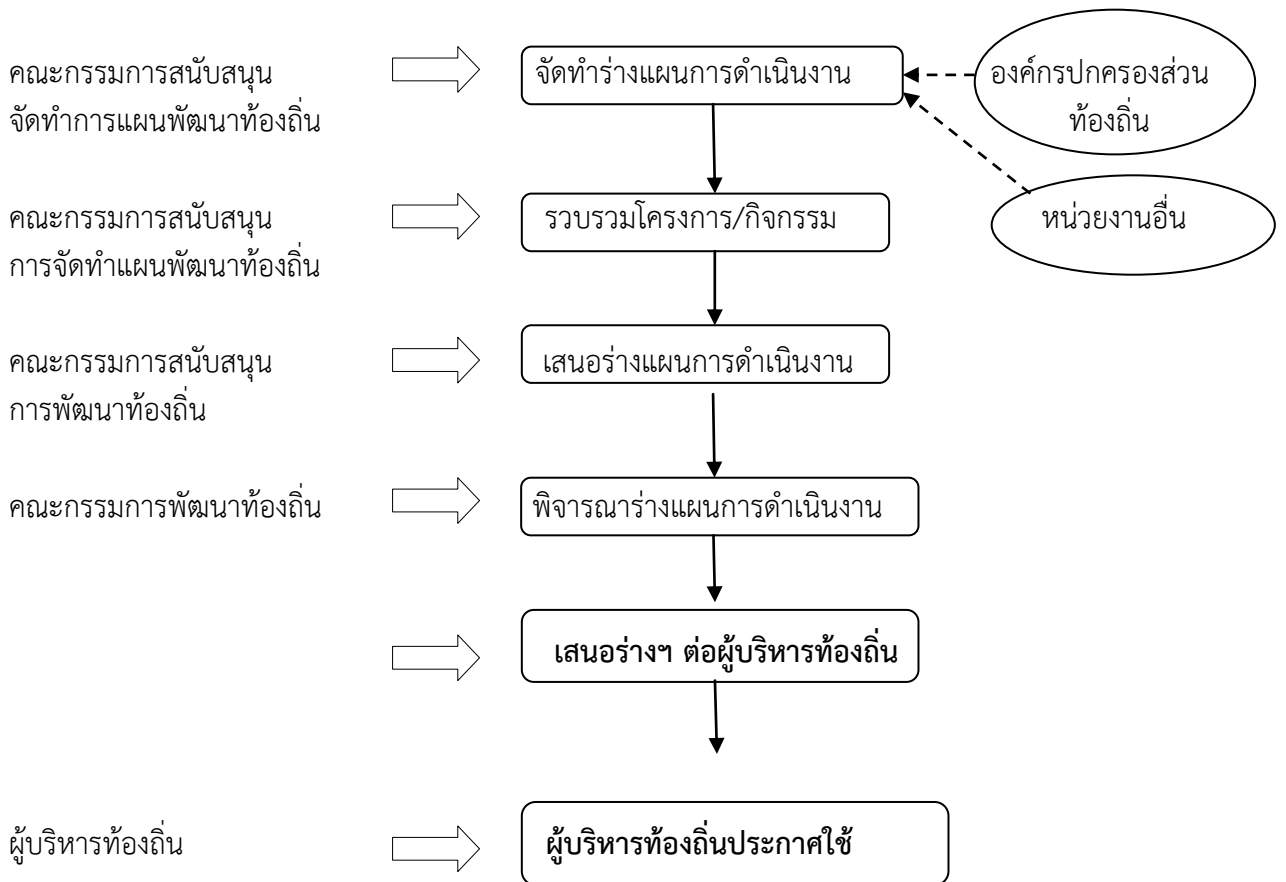 คณะกรรมการสนับสนุน
จัดทำการแผนพัฒนาท้องถิ่น
จัดทำร่างแผนการดำเนินงาน
องค์กรปกครองส่วน
ท้องถิ่น
คณะกรรมการสนับสนุน
การจัดทำแผนพัฒนาท้องถิ่น
รวบรวมโครงการ/กิจกรรม
หน่วยงานอื่น
คณะกรรมการสนับสนุน
การพัฒนาท้องถิ่น
เสนอร่างแผนการดำเนินงาน
คณะกรรมการพัฒนาท้องถิ่น
พิจารณาร่างแผนการดำเนินงาน
เสนอร่างฯ ต่อผู้บริหารท้องถิ่น
ผู้บริหารท้องถิ่น
ผู้บริหารท้องถิ่นประกาศใช้